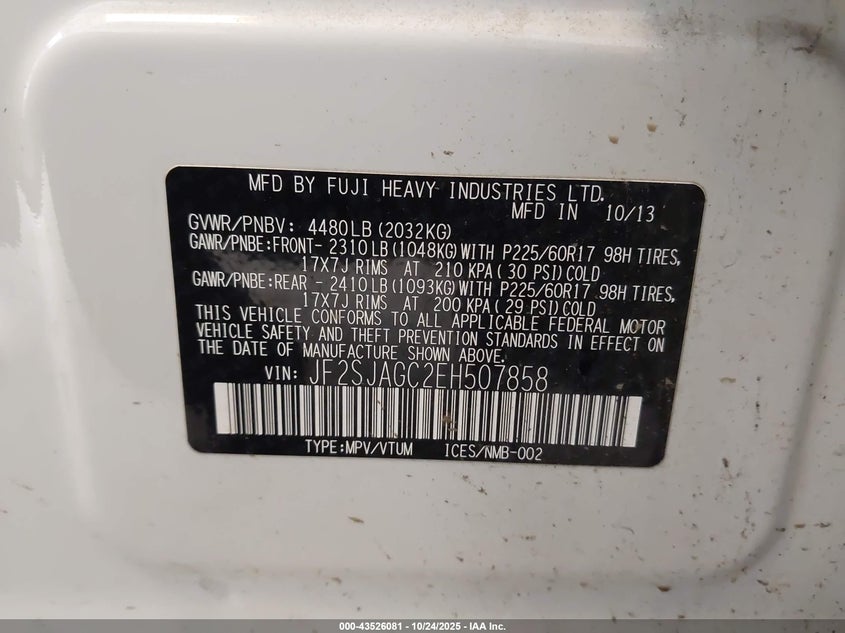 MFD BY FUJI HEAVY INDUSTRIES LTD.
MFD IN 10/13
GVWR/PNBV: 4480LB (2032KG)
GAWR/PNBE:FRONT- 2310LB (1048KG) WITH P225/60R17 98H TIRES,
17X7J RIMS AT 210 KPA (30 PSI) COLD
GAWR/PNBE:REAR - 2410LB (1093KG) WITH P225/60R17 98H TIRES,
17X7J RIMS AT 200 KPA (29 PSI) COLD
THIS VEHICLE CONFORMS TO ALL APPLICABLE FEDERAL MOTOR
VEHICLE SAFETY AND THEFT PREVENTION STANDARDS IN EFFECT ON
THE DATE OF MANUFACTURE SHOWN ABOVE.
VIN: JF2SJAGC2EH507858
TYPE:MPV/VTUM ICES/NMB-002
000-43526081 - 10/24/2025 - IAA Inc.